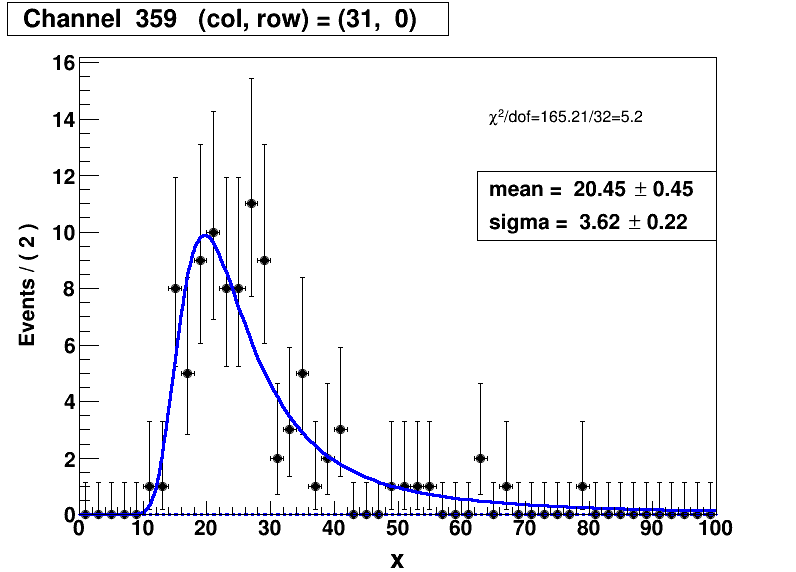 Channel 359 (col, row) = (31, 0)
16
14
12
10
8
6
4
2
0
Events / ( 2 )
χ²/dof=165.21/32=5.2
mean = 20.45 ± 0.45
sigma = 3.62 ± 0.22
0 10 20 30 40 50 60 70 80 90 100
x